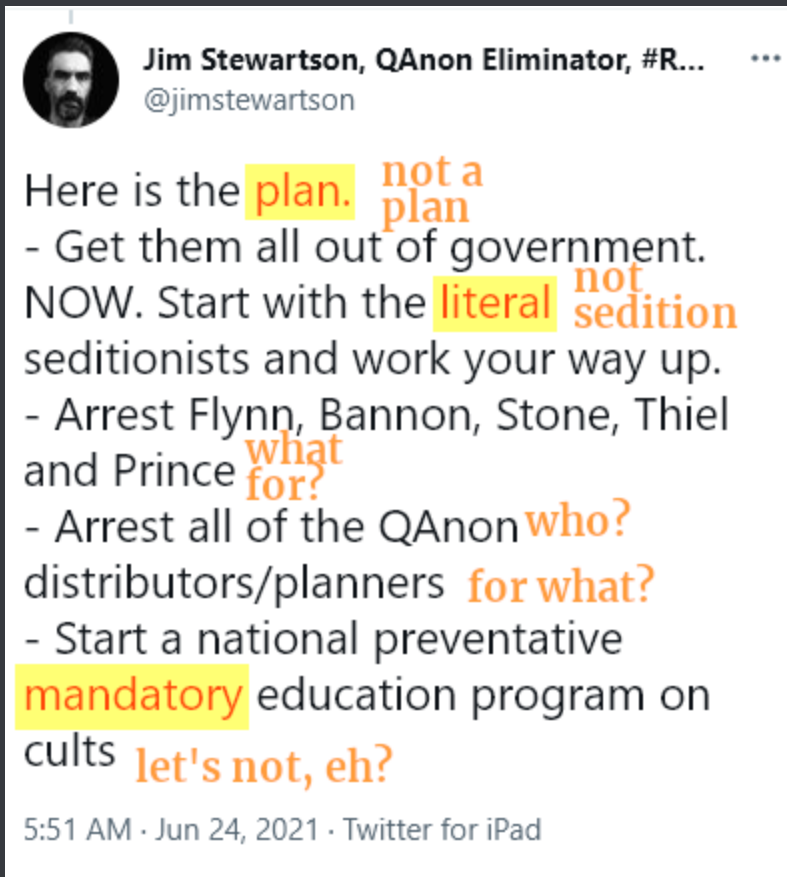 Jim Stewartson, QAnon Eliminator, #R...
@jimstewartson
Here is the plan. not a plan
- Get them all out of government.
NOW. Start with the literal not sedition
seditionists and work your way up.
- Arrest Flynn, Bannon, Stone, Thiel
and Prince what for?
- Arrest all of the QAnon who?
distributors/planners for what?
- Start a national preventative
mandatory education program on
cults let's not, eh?
5:51 AM · Jun 24, 2021 · Twitter for iPad